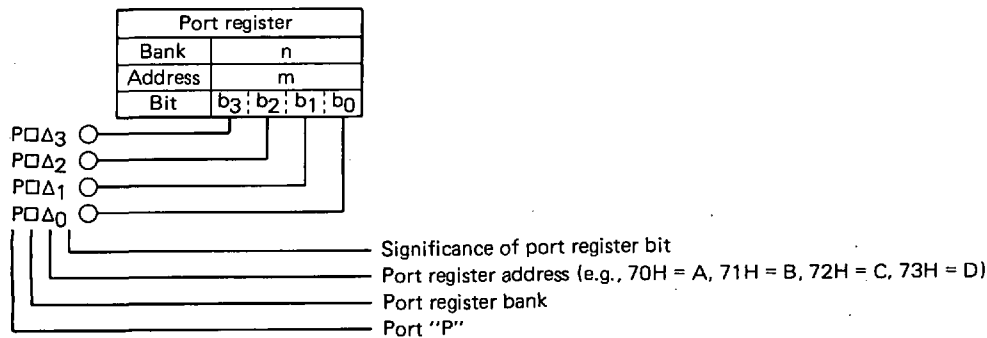 Port register
Bank n
Address m
Bit b3 b2 b1 b0
P□Δ3
P□Δ2
P□Δ1
P□Δ0
Significance of port register bit
Port register address (e.g., 70H = A, 71H = B, 72H = C, 73H = D)
Port register bank
Port "P"